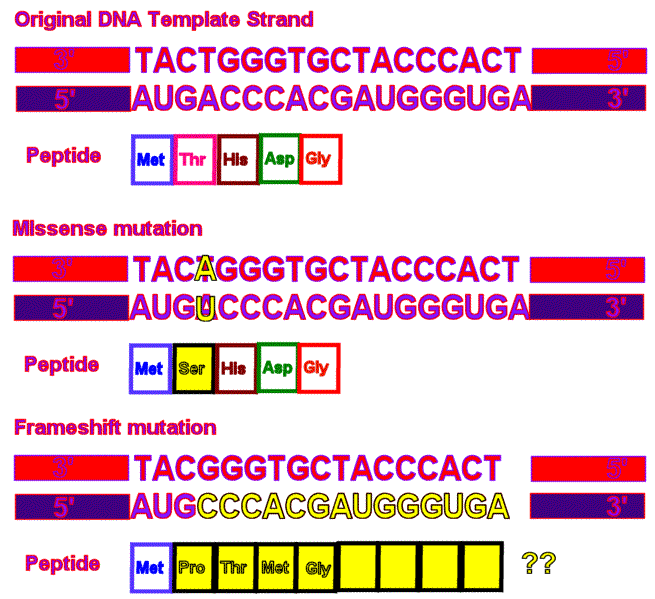 Original DNA Template Strand
3' TACTGGGTGCTACCCACT 5'
5' AUGACCCACGAUGGGUGA 3'
Peptide Met Thr His Asp Gly
Missense mutation
3' TACAGGGTGCTACCCACT 5'
5' AUGUCCCACGAUGGGUGA 3'
Peptide Met Ser His Asp Gly
Frameshift mutation
3' TACGGGTGCTACCCACT 5'
5' AUGCCCACGAUGGGUGA 3'
Peptide Met Pro Thr Met Gly ??